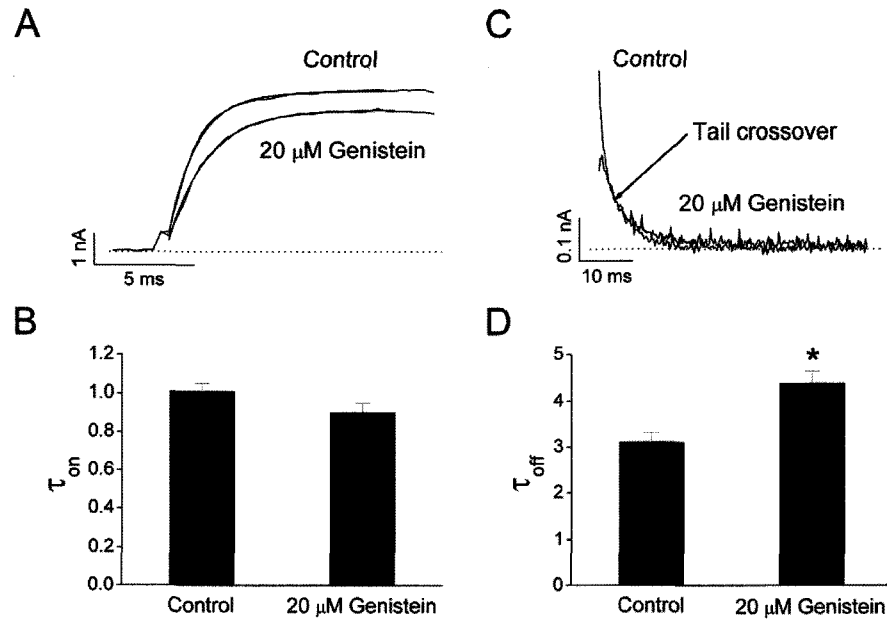 A
Control
20 μM Genistein
1 nA
5 ms
B
1.2
1.0
0.8
0.6
0.4
0.2
0.0
τon
Control
20 μM Genistein
C
Control
Tail crossover
20 μM Genistein
0.1 nA
10 ms
D
5
4
3
2
1
0
τoff
*
Control
20 μM Genistein